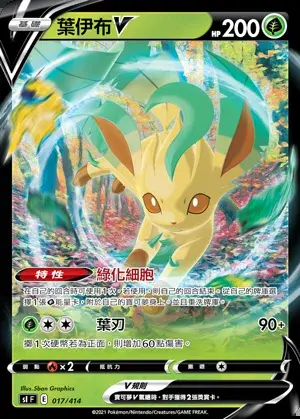 基礎 葉伊布V HP 200
特性 綠化細胞
在自己的回合時可使用1次。若使用,則自己的回合結束。從自己的牌庫選
擇1張 能量卡,附於自己的寶可夢身上。並且重洗牌庫。
葉刃 90+
擲1次硬幣若為正面,則增加60點傷害。
弱點 ×2 抵抗力 撤退
Illus.5ban Graphics
V規則
s1 F E 017/414
當寶可夢V氣絕時,對手獲得2張獎賞卡。
©2021 Pokémon/Nintendo/Creatures/GAME FREAK.